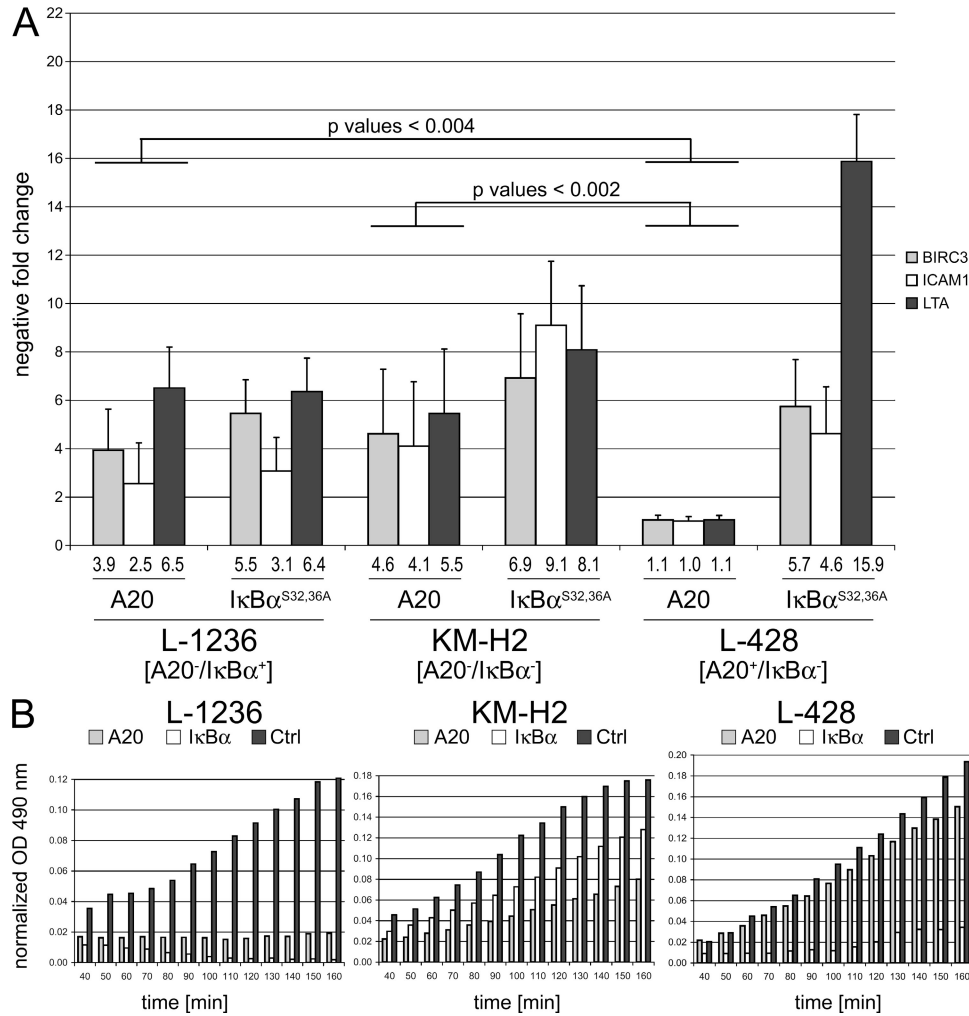 A
22
20
18
16
14
12
10
8
6
4
2
0
negative fold change
p values < 0.004
p values < 0.002
BIRC3
ICAM1
LTA
3.9 2.5 6.5 5.5 3.1 6.4 4.6 4.1 5.5 6.9 9.1 8.1 1.1 1.0 1.1 5.7 4.6 15.9
A20 IκBα^S32,36A A20 IκBα^S32,36A A20 IκBα^S32,36A
L-1236 KM-H2 L-428
[A20⁻/IκBα⁺] [A20⁻/IκBα⁻] [A20⁺/IκBα⁻]
B
L-1236
A20 IκBα Ctrl
normalized OD 490 nm
0.12
0.10
0.08
0.06
0.04
0.02
0.00
40 50 60 70 80 90 100 110 120 130 140 150 160
time [min]
KM-H2
A20 IκBα Ctrl
0.18
0.16
0.14
0.12
0.10
0.08
0.06
0.04
0.02
0.00
40 50 60 70 80 90 100 110 120 130 140 150 160
time [min]
L-428
A20 IκBα Ctrl
0.20
0.18
0.16
0.14
0.12
0.10
0.08
0.06
0.04
0.02
0.00
40 50 60 70 80 90 100 110 120 130 140 150 160
time [min]